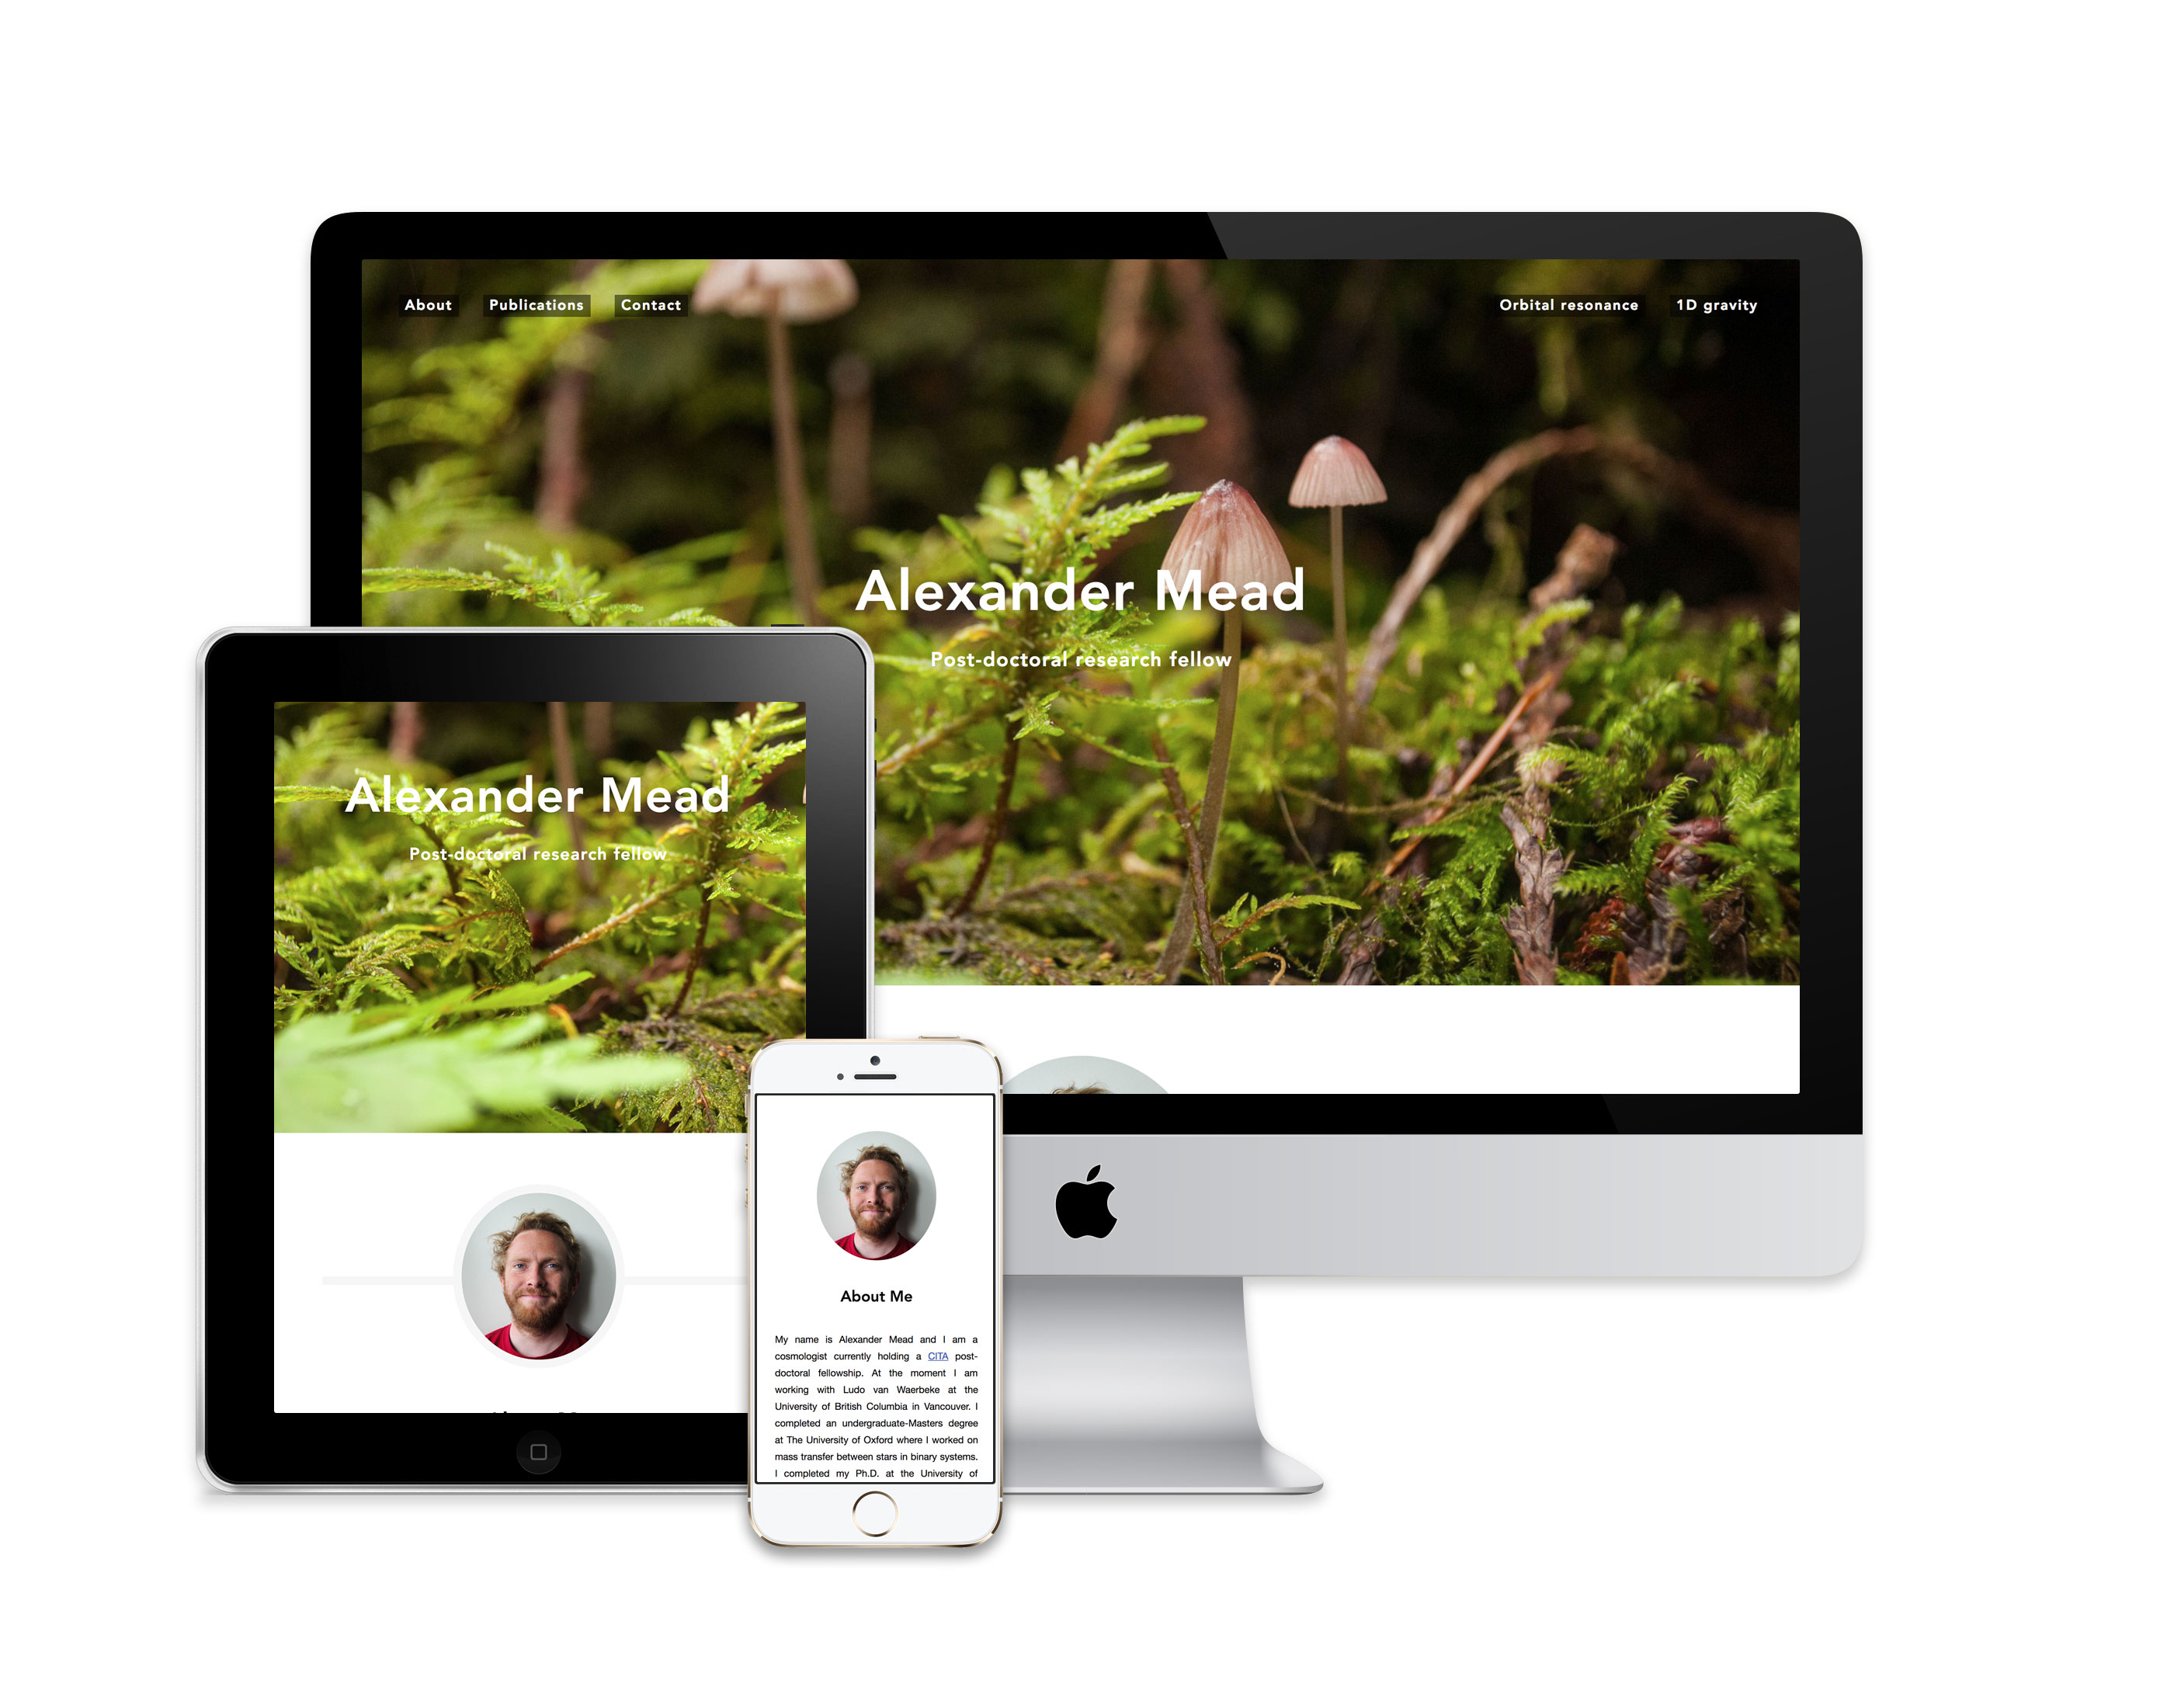 About Publications Contact Orbital resonance 1D gravity
Alexander Mead
Post-doctoral research fellow
Alexander Mead
Post-doctoral research fellow
About Me
My name is Alexander Mead and I am a
cosmologist currently holding a CITA post-
doctoral fellowship. At the moment I am
working with Ludo van Waerbeke at the
University of British Columbia in Vancouver. I
completed an undergraduate-Masters degree
at The University of Oxford where I worked on
mass transfer between stars in binary systems.
I completed my Ph.D. at the University of